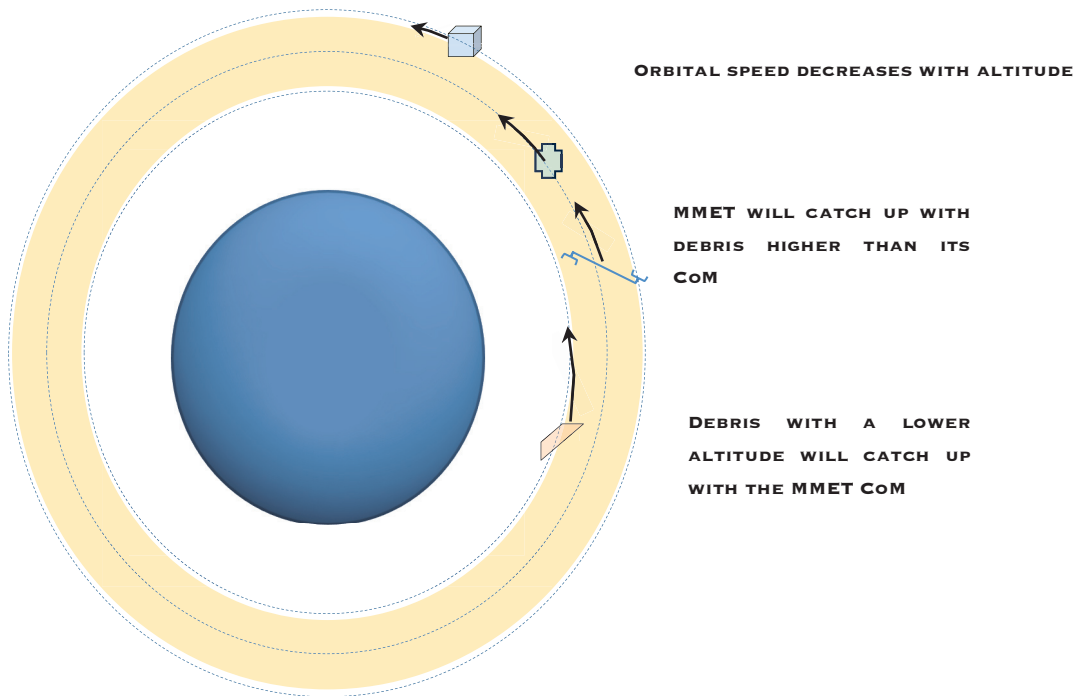 Orbital speed decreases with altitude
MMET will catch up with
debris higher than its
CoM
Debris with a lower
altitude will catch up
with the MMET CoM